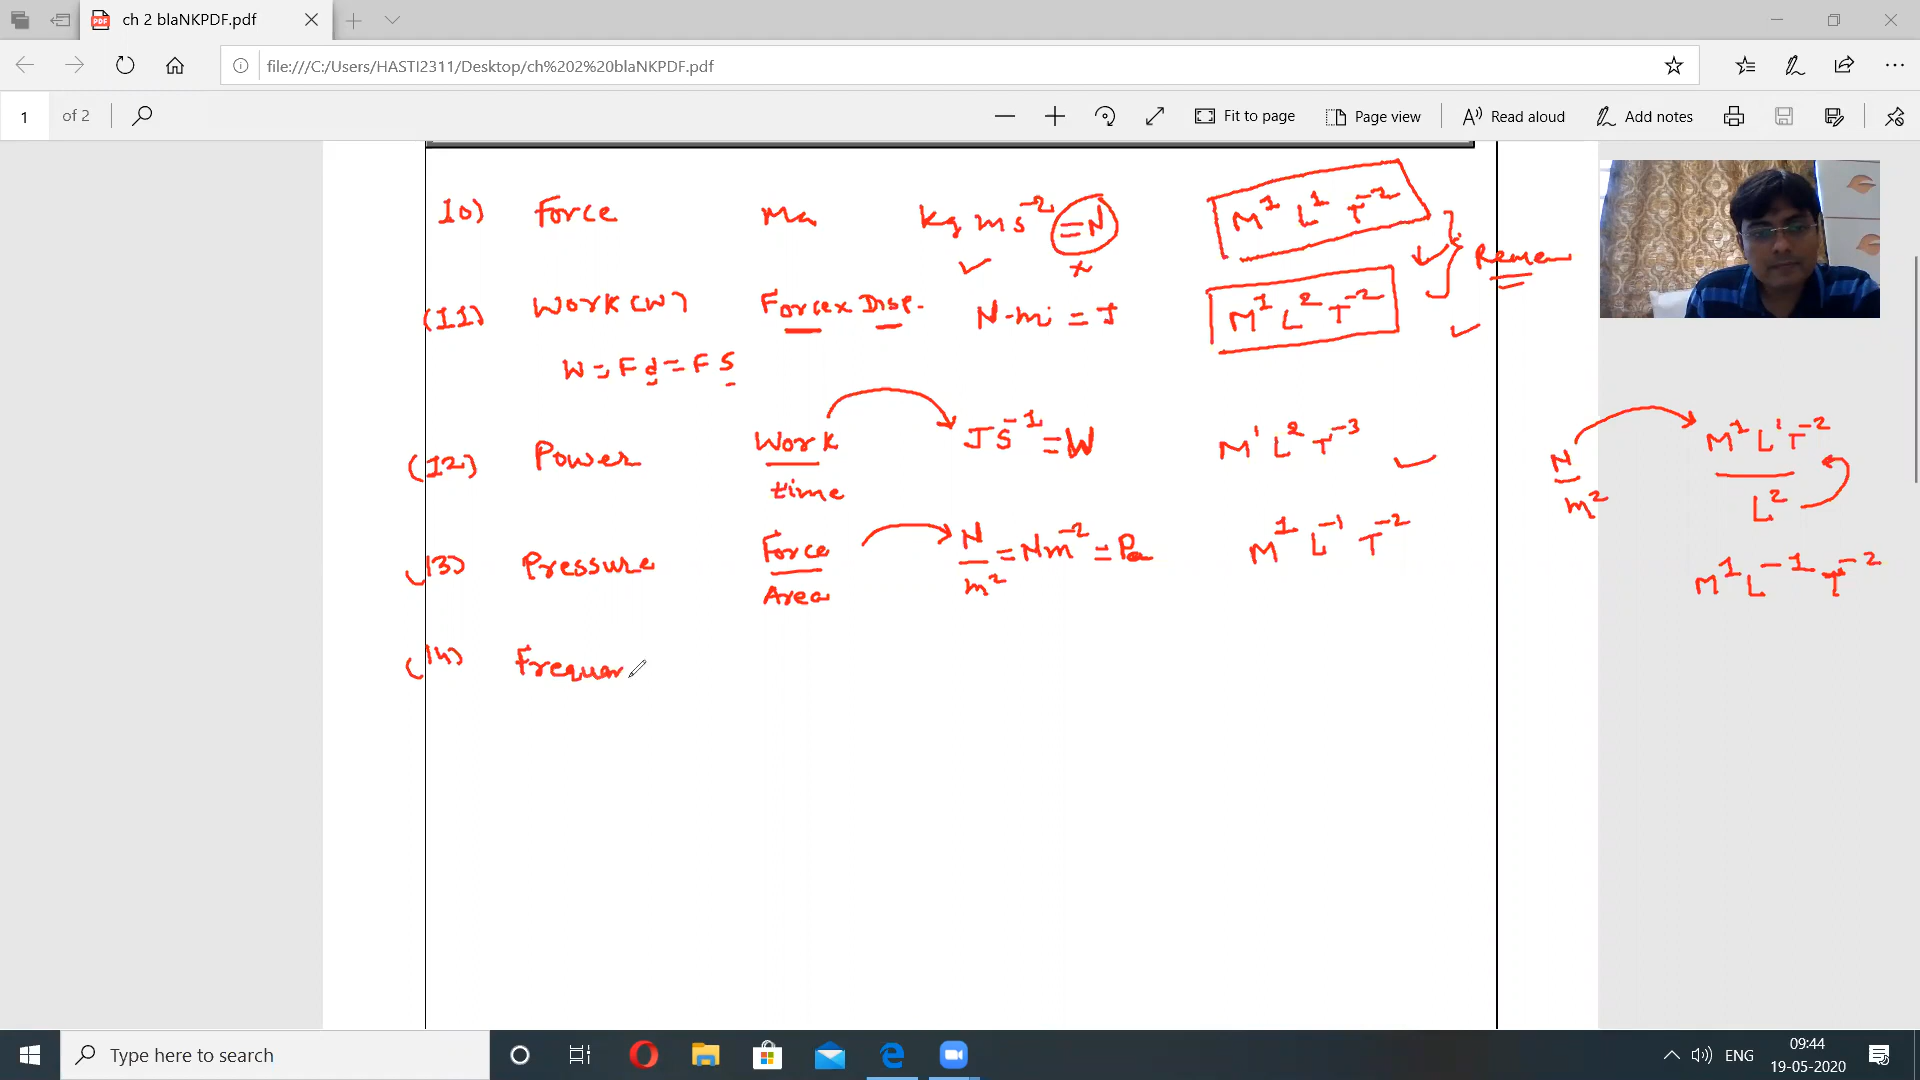 ch 2 blaNKPDF.pdf
file:///C:/Users/HASTI2311/Desktop/ch%202%20blaNKPDF.pdf
1 of 2
Fit to page
Page view
Read aloud
Add notes
10) Force Ma kg m s⁻² = N M¹ L¹ T⁻²
(11) Work (W) Force x Disp. N·m = J M¹ L² T⁻²
W = Fd = F S
(12) Power Work / time J S⁻¹ = W M¹ L² T⁻³
(13) Pressure Force / Area N / m² = N m⁻² = Pa M¹ L⁻¹ T⁻²
(14) Frequen
N / m² M¹ L¹ T⁻² / L²
M¹ L⁻¹ T⁻²
Type here to search
ENG
09:44
19-05-2020